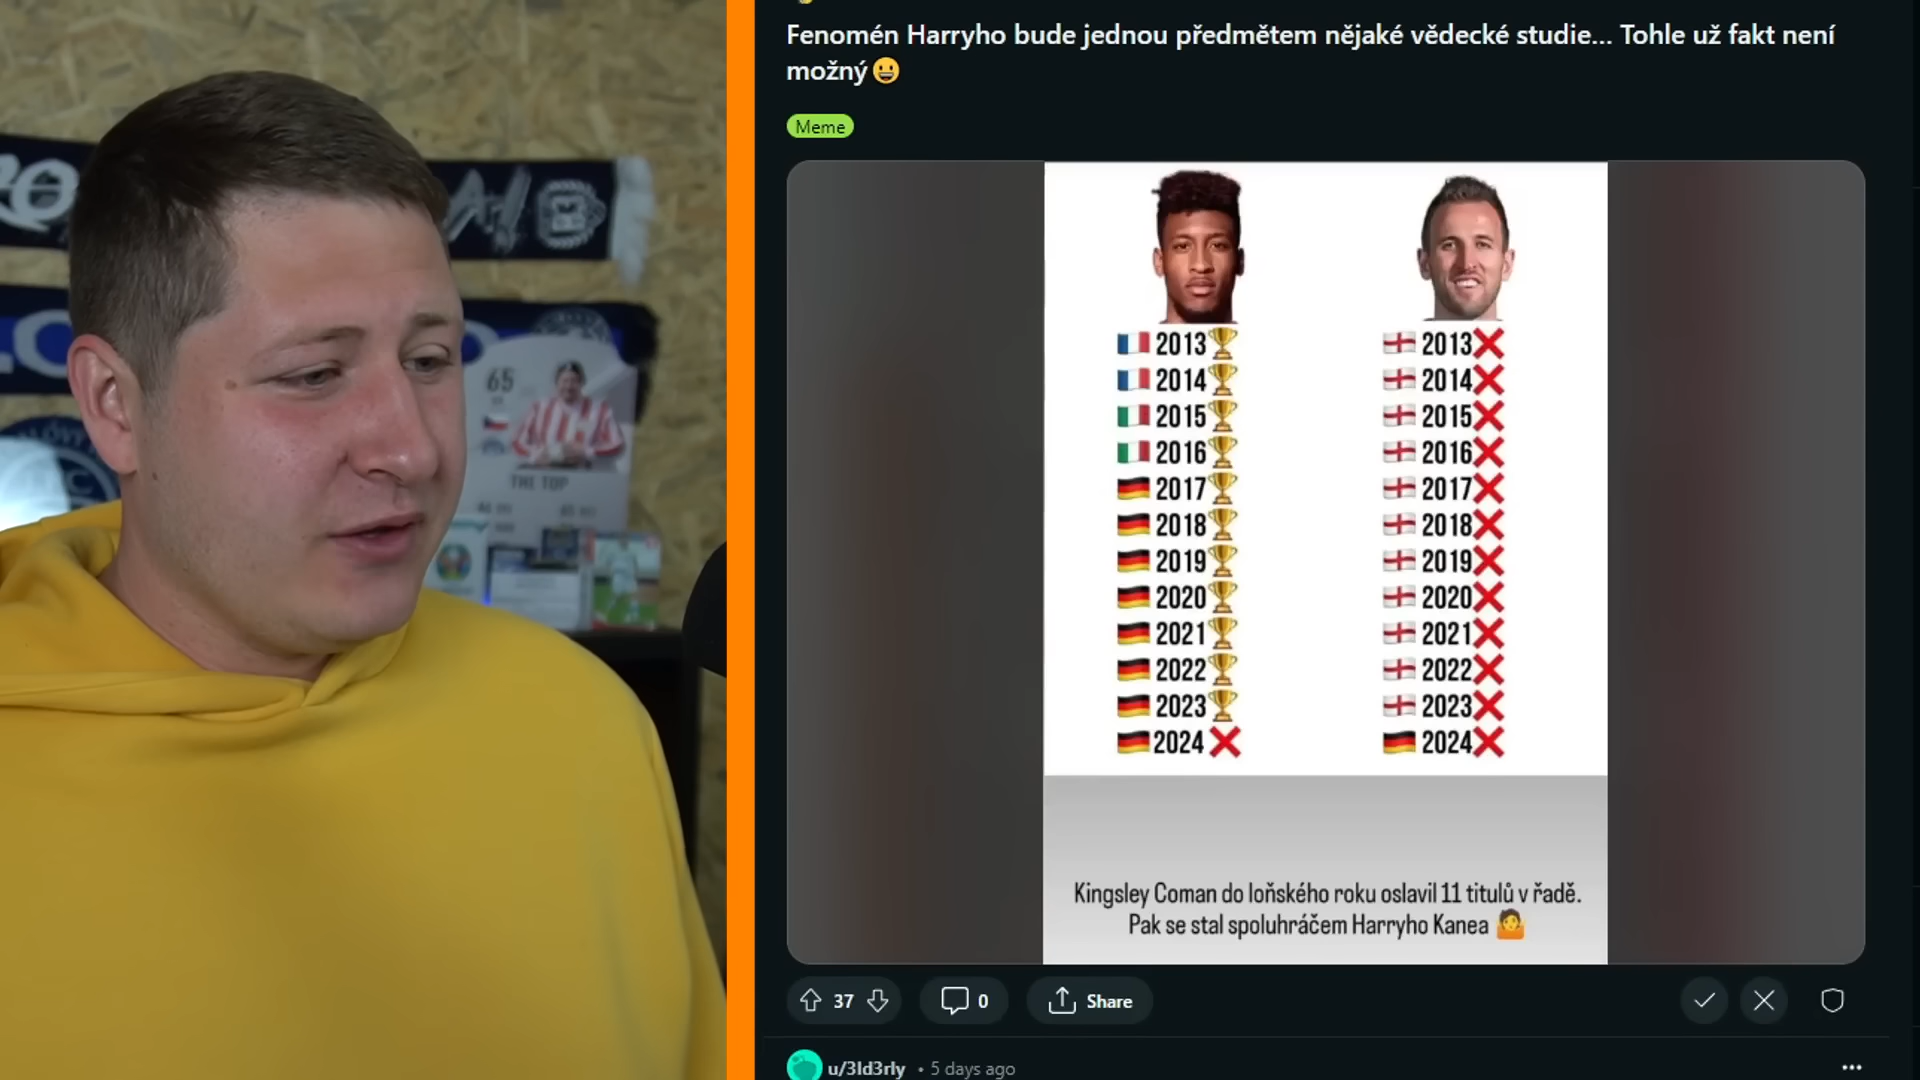 Fenomén Harryho bude jednou předmětem nějaké vědecké studie... Tohle už fakt není
možný😀
Meme
2013 2013
2014 2014
2015 2015
2016 2016
2017 2017
2018 2018
2019 2019
2020 2020
2021 2021
2022 2022
2023 2023
2024 2024
Kingsley Coman do loňského roku oslavil 11 titulů v řadě.
Pak se stal spoluhráčem Harryho Kanea 🤷
37 0 Share
u/3ld3rly • 5 days ago
65
THE TOP